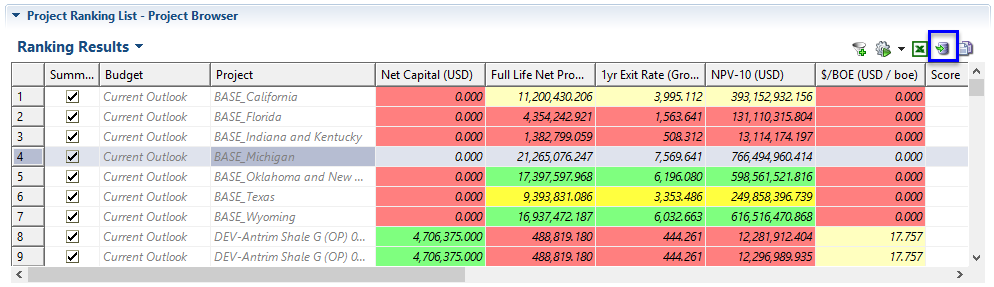 Project Ranking List - Project Browser
Ranking Results
Summ... Budget Project Net Capital (USD) Full Life Net Pro... 1yr Exit Rate (Gro... NPV-10 (USD) $/BOE (USD / boe) Score
1 Current Outlook BASE_California 0.000 11,200,430.206 3,995.112 393,152,932.156 0.000
2 Current Outlook BASE_Florida 0.000 4,354,242.921 1,563.641 131,110,315.804 0.000
3 Current Outlook BASE_Indiana and Kentucky 0.000 1,382,799.059 508.312 13,114,174.197 0.000
4 Current Outlook BASE_Michigan 0.000 21,265,076.247 7,569.641 766,494,960.414 0.000
5 Current Outlook BASE_Oklahoma and New ... 0.000 17,397,597.968 6,196.080 598,561,521.816 0.000
6 Current Outlook BASE_Texas 0.000 9,393,831.086 3,353.486 249,858,396.739 0.000
7 Current Outlook BASE_Wyoming 0.000 16,937,472.187 6,032.663 616,516,470.868 0.000
8 Current Outlook DEV-Antrim Shale G (OP) 0... 4,706,375.000 488,819.180 444.261 12,281,912.404 17.757
9 Current Outlook DEV-Antrim Shale G (OP) 0... 4,706,375.000 488,819.180 444.261 12,296,989.935 17.757